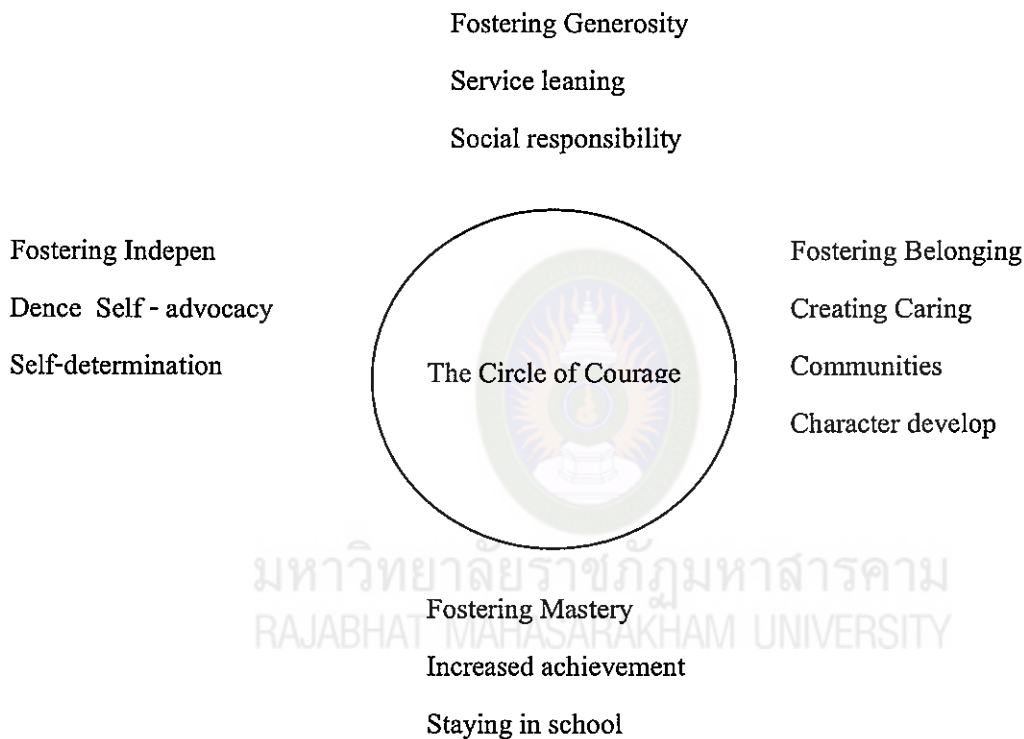 Fostering Generosity
Service leaning
Social responsibility
Fostering Indepen
Dence Self - advocacy
Self-determination
The Circle of Courage
Fostering Belonging
Creating Caring
Communities
Character develop
มหาวิทยาลัยราชภัฏมหาสารคาม
RAJABHAT MAHASARAKHAM UNIVERSITY
Fostering Mastery
Increased achievement
Staying in school